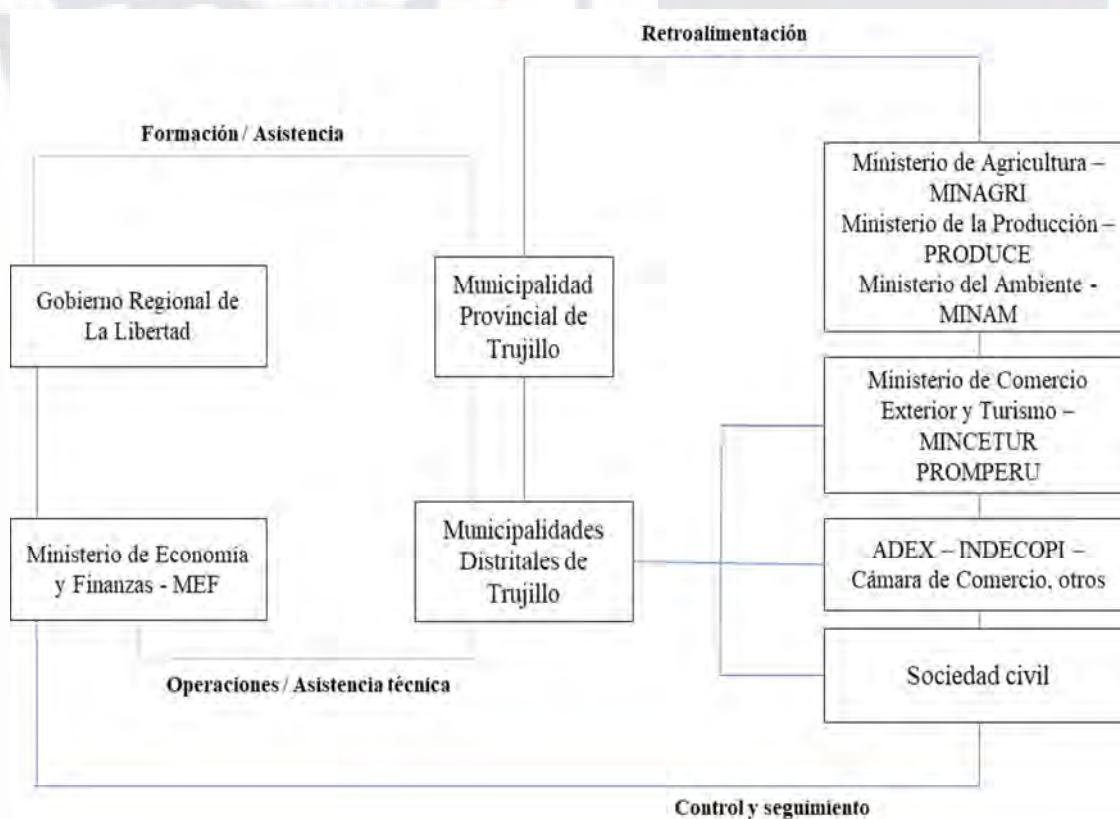 Retroalimentación
Formación / Asistencia
Ministerio de Agricultura –
MINAGRI
Ministerio de la Producción –
PRODUCE
Ministerio del Ambiente -
MINAM
Gobierno Regional de
La Libertad
Municipalidad
Provincial de
Trujillo
Ministerio de Comercio
Exterior y Turismo –
MINCETUR
PROMPERU
Ministerio de Economía
y Finanzas - MEF
Municipalidades
Distritales de
Trujillo
ADEX – INDECOPI –
Cámara de Comercio, otros
Sociedad civil
Operaciones / Asistencia técnica
Control y seguimiento